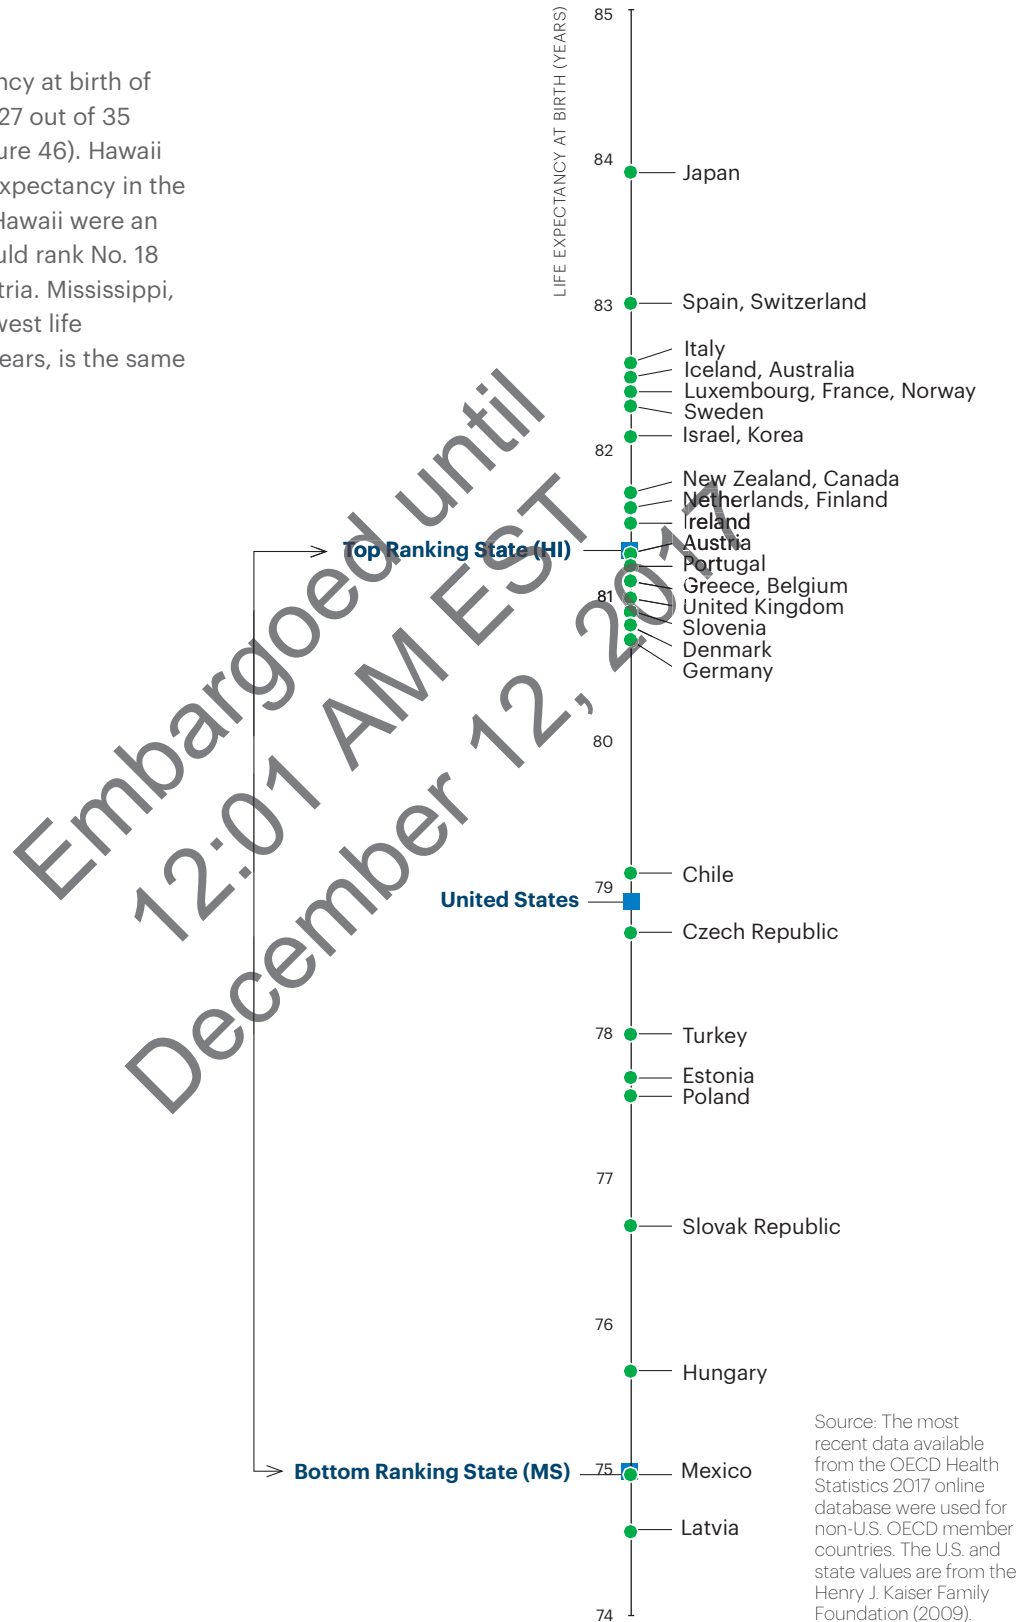 ncy at birth of
27 out of 35
ure 46). Hawaii
expectancy in the
Hawaii were an
uld rank No. 18
tria. Mississippi,
west life
ears, is the same
LIFE EXPECTANCY AT BIRTH (YEARS)
85
84
Japan
83
Spain, Switzerland
Italy
Iceland, Australia
Luxembourg, France, Norway
Sweden
Israel, Korea
82
New Zealand, Canada
Netherlands, Finland
Ireland
Top Ranking State (HI)
Austria
Portugal
Greece, Belgium
81
United Kingdom
Slovenia
Denmark
Germany
80
Chile
79
United States
Czech Republic
78
Turkey
Estonia
Poland
77
Slovak Republic
76
Hungary
Bottom Ranking State (MS)
75
Mexico
Latvia
74
Embargoed until
12:01 AM EST
December 12, 2017
Source: The most
recent data available
from the OECD Health
Statistics 2017 online
database were used for
non-U.S. OECD member
countries. The U.S. and
state values are from the
Henry J. Kaiser Family
Foundation (2009).